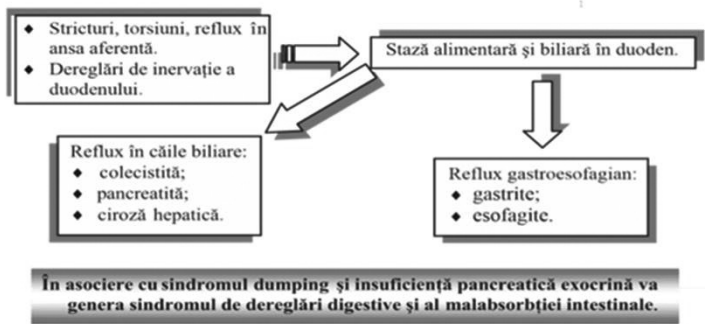 ◆ Stricturi, torsiuni, reflux în
ansa aferentă.
◆ Dereglări de inervație a
duodenului.
Stază alimentară și biliară în duoden.
Reflux în căile biliare:
◆ colecistită;
◆ pancreatită;
◆ ciroză hepatică.
Reflux gastroesofagian:
◆ gastrite;
◆ esofagite.
În asociere cu sindromul dumping și insuficiență pancreatică exocrină va
genera sindromul de dereglări digestive și al malabsorbției intestinale.